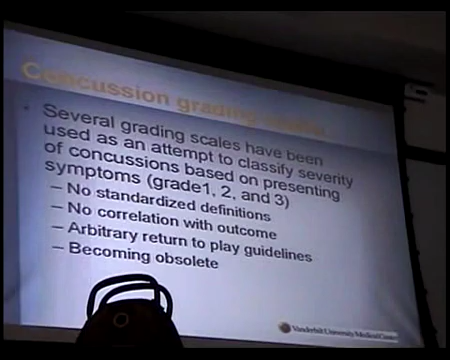 Concussion grading
• Several grading scales have been
used as an attempt to classify severity
of concussions based on presenting
symptoms (grade1, 2, and 3)
– No standardized definitions
– No correlation with outcome
– Arbitrary return to play guidelines
– Becoming obsolete
Vanderbilt University Medical Center